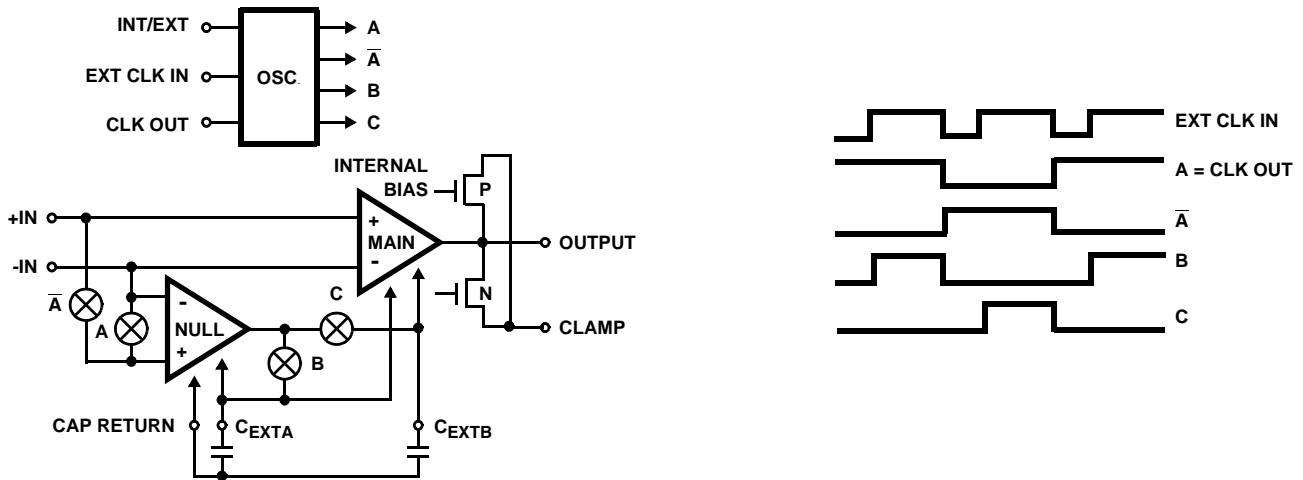 INT/EXT
A
A̅
EXT CLK IN
OSC.
B
CLK OUT
C
EXT CLK IN
INTERNAL
BIAS
P
A = CLK OUT
+IN
+
MAIN
-
OUTPUT
A̅
-IN
B
A̅
A
-
NULL
+
C
N
CLAMP
C
B
CAP RETURN
CEXTA
CEXTB